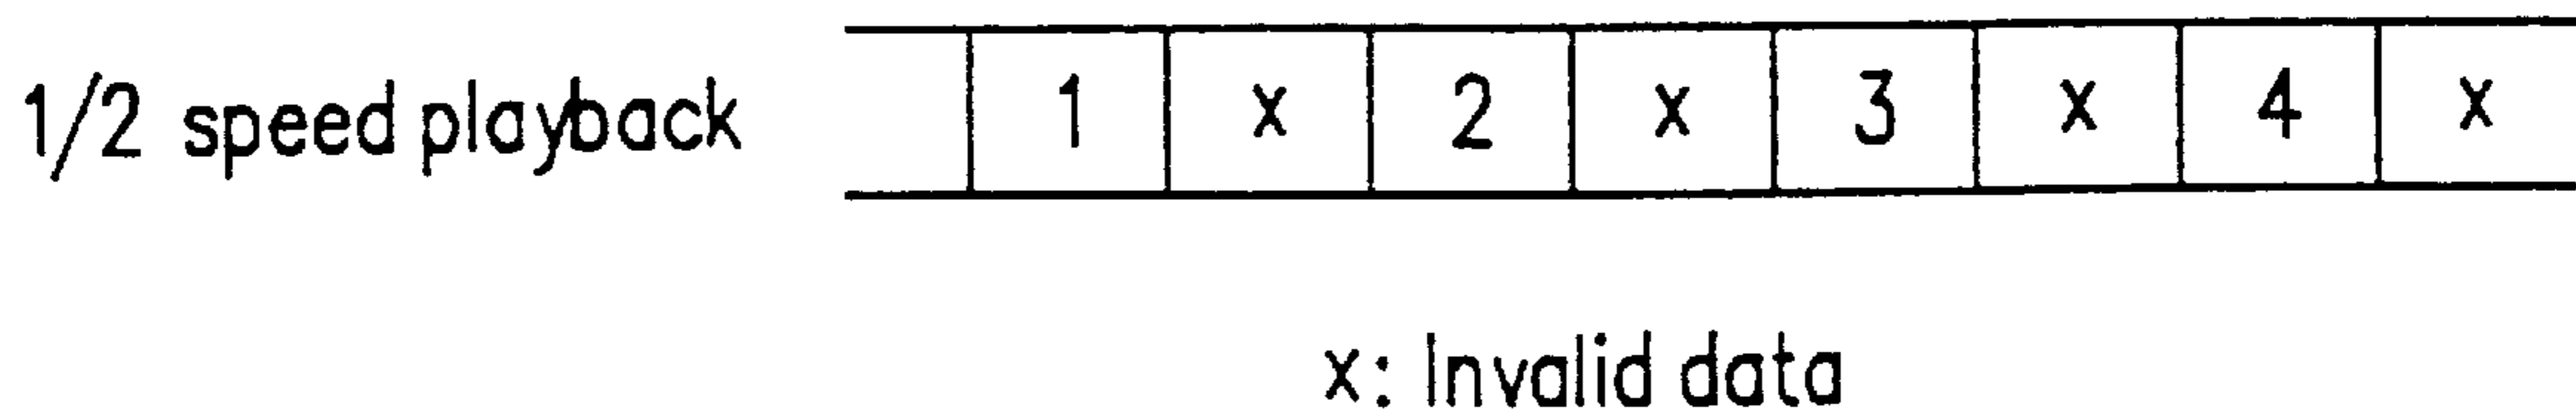 1/2 speed playback 1 x 2 x 3 x 4 x
x: Invalid data